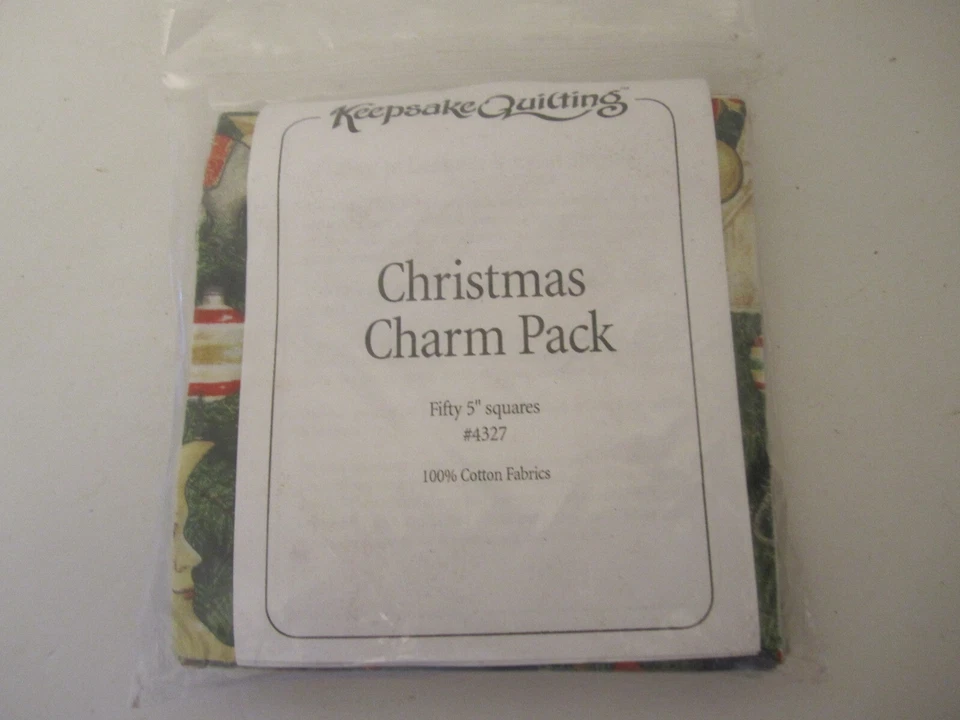 Keepsake Quilting
Christmas
Charm Pack
Fifty 5" squares
#4327
100% Cotton Fabrics